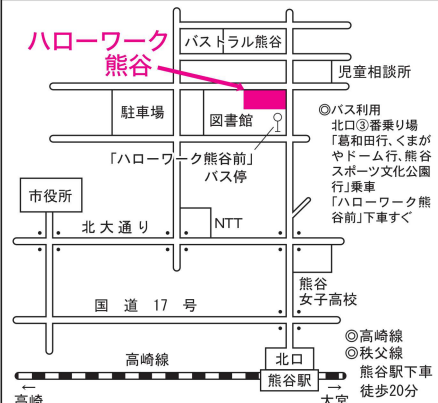 ハローワーク
熊谷
バストラル熊谷
児童相談所
駐車場
図書館
◎バス利用
北口③番乗り場
「葛和田行、くまが
やドーム行、熊谷
スポーツ文化公園
行」乗車
「ハローワーク熊
谷前」下車すぐ
「ハローワーク熊谷前」
バス停
市役所
北大通り
NTT
熊谷
女子高校
国道17号
◎高崎線
◎秩父線
熊谷駅下車
徒歩20分
高崎線
北口
熊谷駅
←
高崎
→
大宮